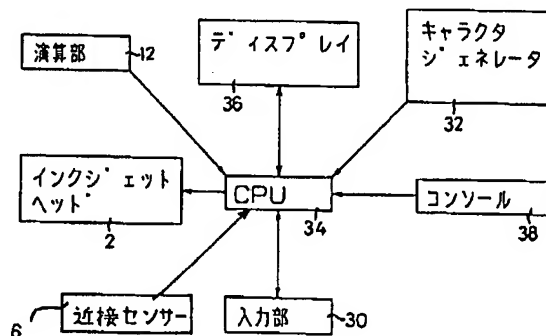 演算部
12
ディスプレイ
36
キャラクタ
ジェネレータ
32
インクジェット
ヘッド
2
CPU
34
コンソール
38
近接センサー
6
入力部
30